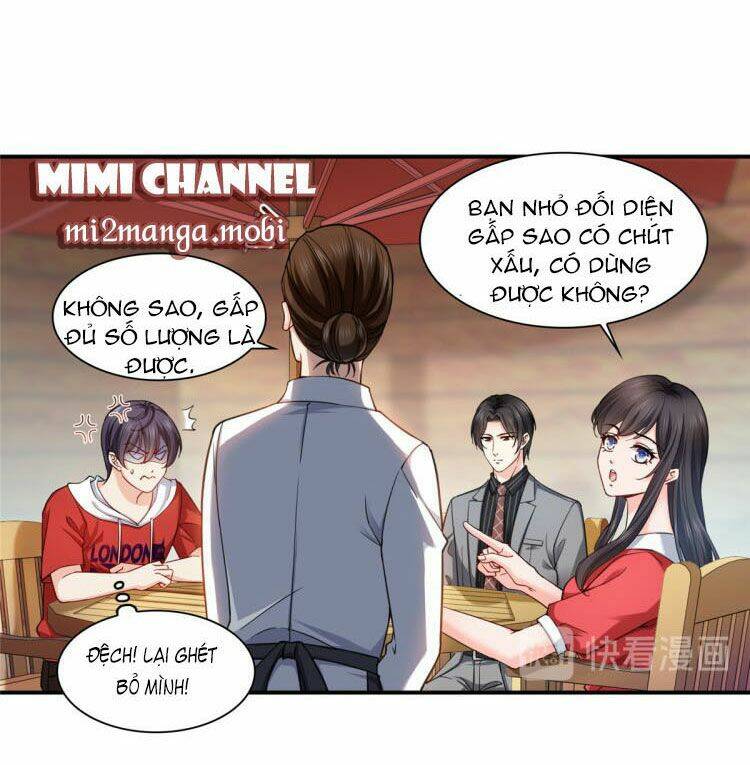 MIMI CHANNEL
mi2manga.mobi
BẠN NHỎ ĐỐI DIỆN
GẤP SAO CÓ CHÚT
XẤU, CÓ DÙNG
ĐƯỢC KHÔNG?
KHÔNG SAO, GẤP
ĐỦ SỐ LƯỢNG LÀ
ĐƯỢC.
LONDONE
ĐỆCH! LẠI GHÉT
BỎ MÌNH!
快看漫画